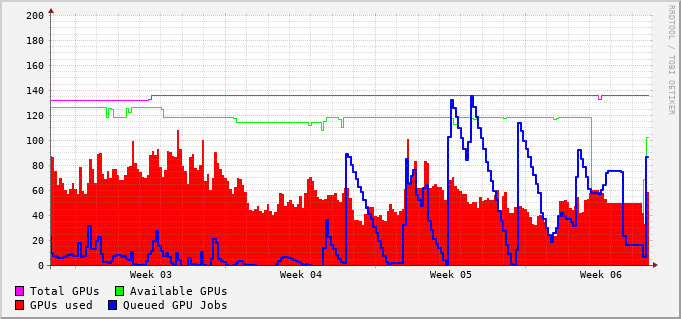 200
180
160
140
120
100
80
60
40
20
0
Week 03 Week 04 Week 05 Week 06
Total GPUs Available GPUs
GPUs used Queued GPU Jobs
RRDTOOL / TOBI OETIKER